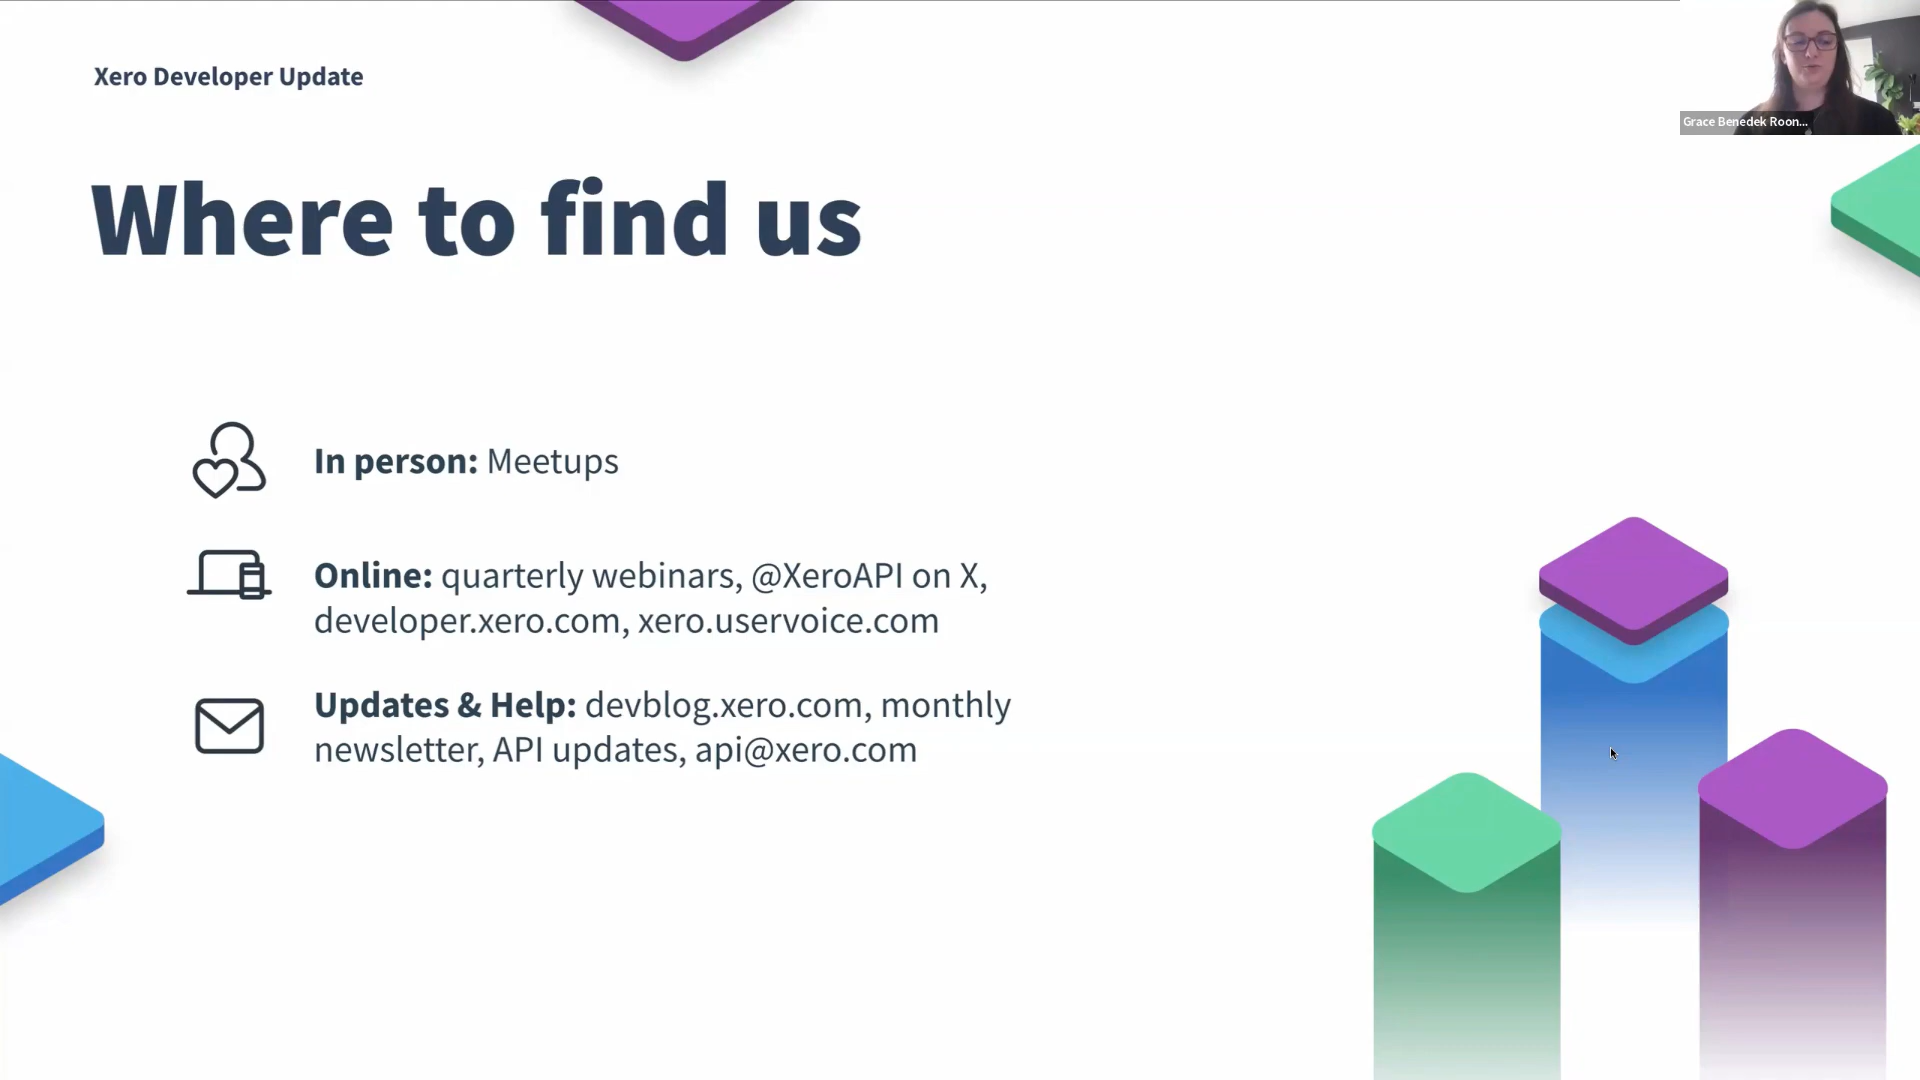 Xero Developer Update
Grace Benedek Roon...
Where to find us
In person: Meetups
Online: quarterly webinars, @XeroAPI on X,
developer.xero.com, xero.uservoice.com
Updates & Help: devblog.xero.com, monthly
newsletter, API updates, api@xero.com